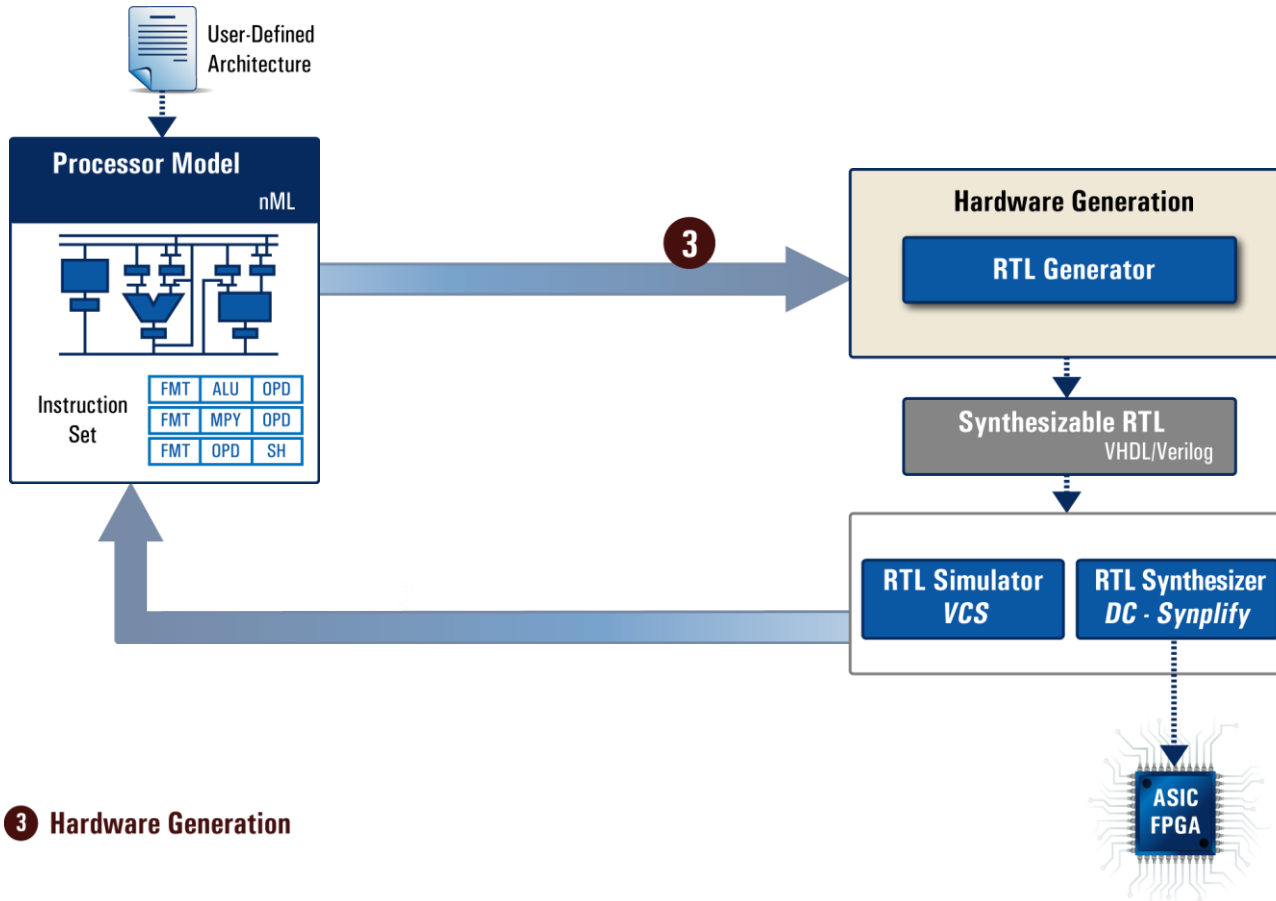 User-Defined
Architecture
Processor Model
nML
Instruction
Set
FMT ALU OPD
FMT MPY OPD
FMT OPD SH
3
Hardware Generation
RTL Generator
Synthesizable RTL
VHDL/Verilog
RTL Simulator
VCS
RTL Synthesizer
DC - Synplify
ASIC
FPGA
3 Hardware Generation